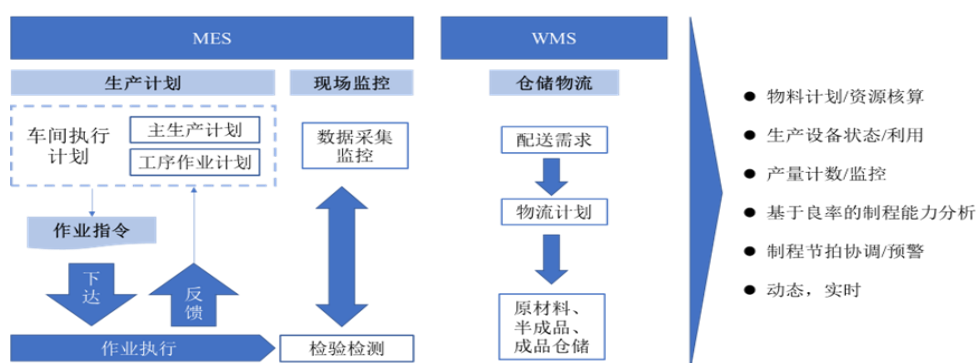 MES
WMS
生产计划
现场监控
仓储物流
车间执行
计划
主生产计划
工序作业计划
数据采集
监控
配送需求
物流计划
作业指令
下
达
反
馈
原材料、
半成品、
成品仓储
作业执行
检验检测
物料计划/资源核算
生产设备状态/利用
产量计数/监控
基于良率的制程能力分析
制程节拍协调/预警
动态，实时